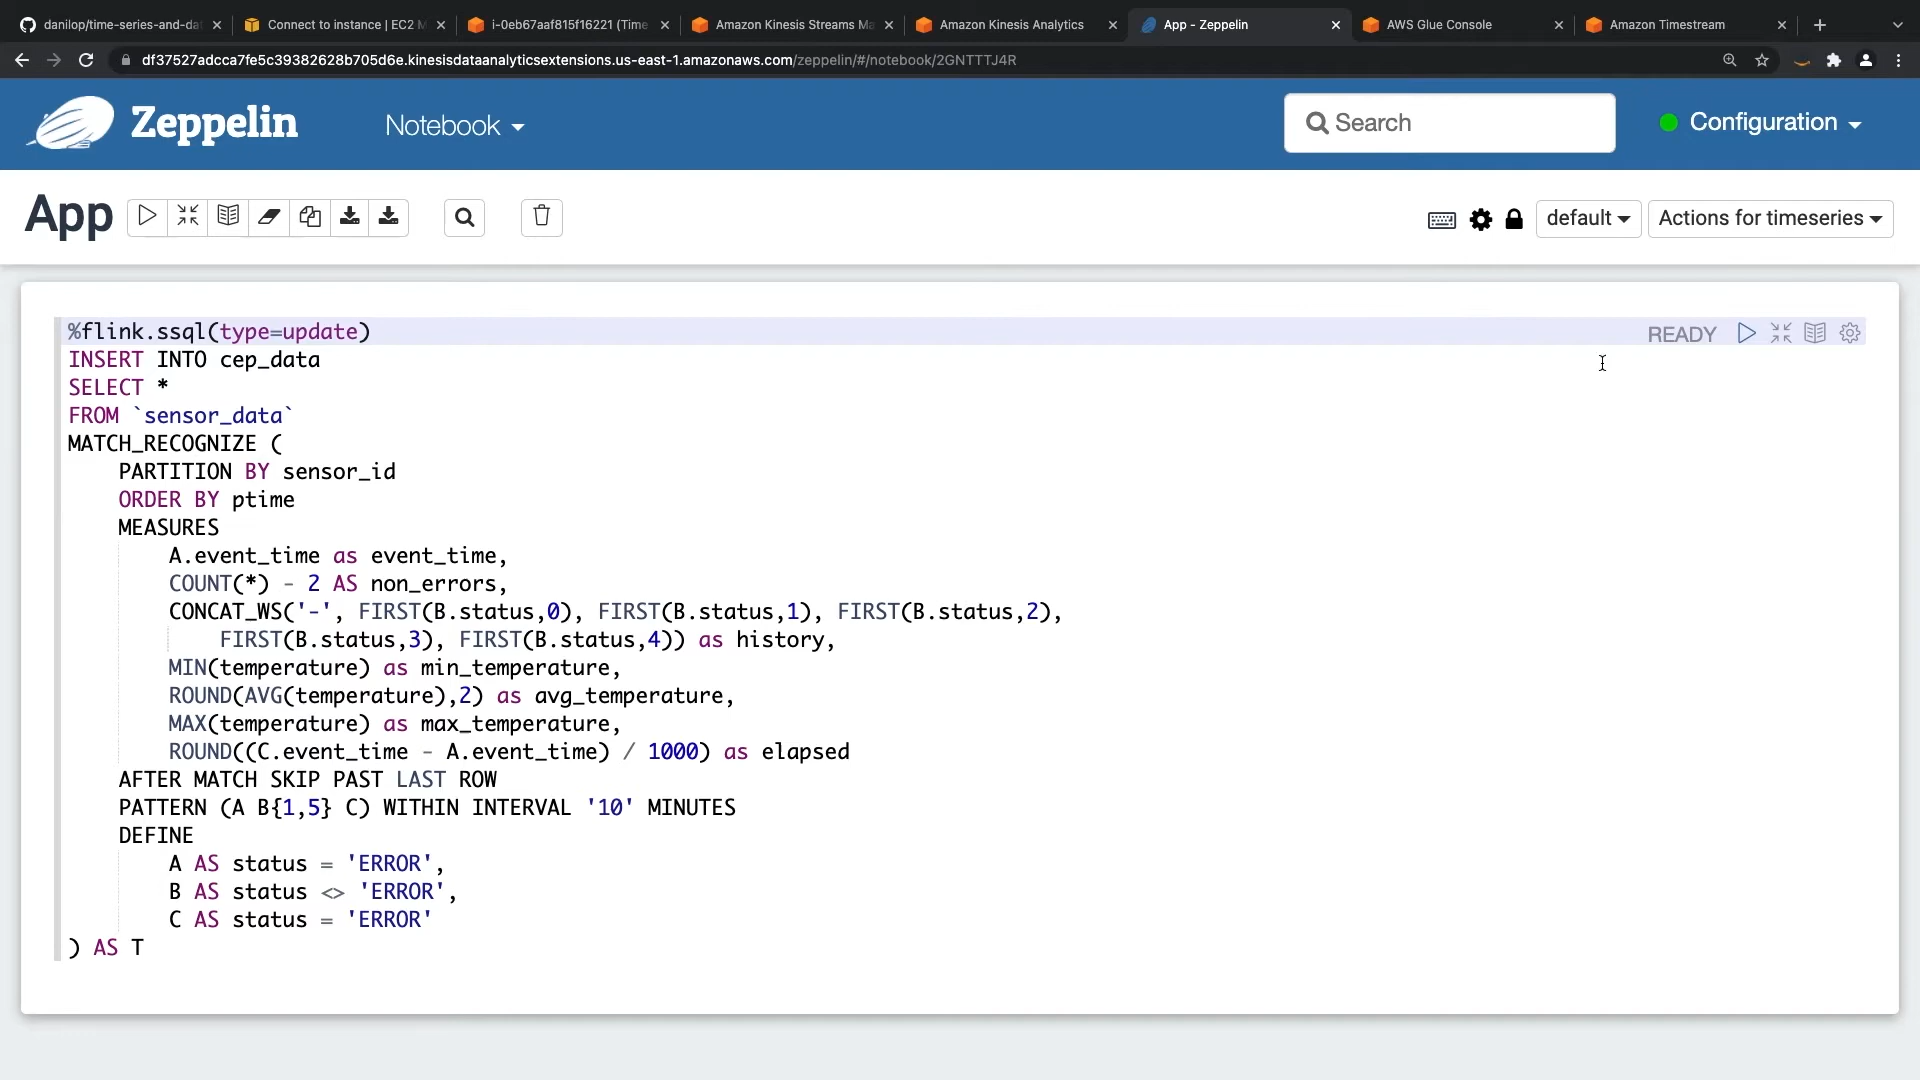 danilop/time-series-and-da
Connect to instance | EC2 M
i-0eb67aaf815f16221 (Time
Amazon Kinesis Streams Ma
Amazon Kinesis Analytics
App - Zeppelin
AWS Glue Console
Amazon Timestream
df37527adcca7fe5c39382628b705d6e.kinesisdataanalyticsextensions.us-east-1.amazonaws.com/zeppelin/#/notebook/2GNTTTJ4R
Zeppelin
Notebook
Search
Configuration
App
default
Actions for timeseries
%flink.ssql(type=update)
READY
INSERT INTO cep_data
SELECT *
FROM `sensor_data`
MATCH_RECOGNIZE (
PARTITION BY sensor_id
ORDER BY ptime
MEASURES
A.event_time as event_time,
COUNT(*) - 2 AS non_errors,
CONCAT_WS('-', FIRST(B.status,0), FIRST(B.status,1), FIRST(B.status,2),
FIRST(B.status,3), FIRST(B.status,4)) as history,
MIN(temperature) as min_temperature,
ROUND(AVG(temperature),2) as avg_temperature,
MAX(temperature) as max_temperature,
ROUND((C.event_time - A.event_time) / 1000) as elapsed
AFTER MATCH SKIP PAST LAST ROW
PATTERN (A B{1,5} C) WITHIN INTERVAL '10' MINUTES
DEFINE
A AS status = 'ERROR',
B AS status <> 'ERROR',
C AS status = 'ERROR'
) AS T